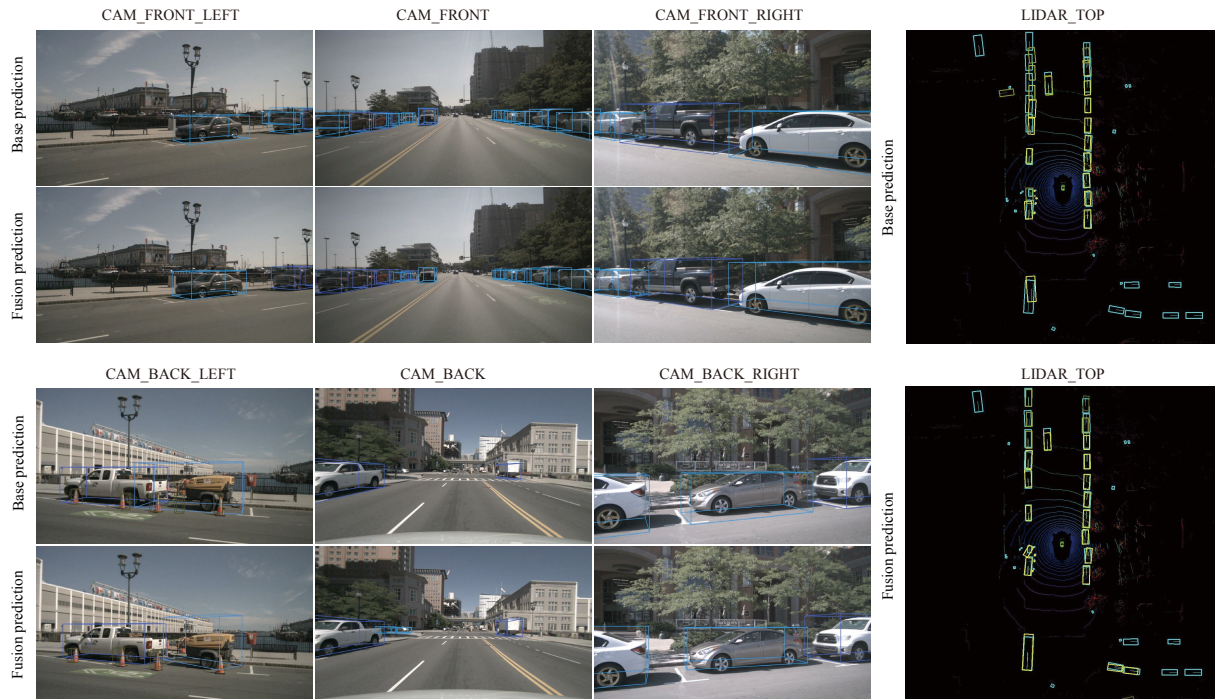 CAM_FRONT_LEFT CAM_FRONT CAM_FRONT_RIGHT LIDAR_TOP
Base prediction
Fusion prediction
Base prediction
CAM_BACK_LEFT CAM_BACK CAM_BACK_RIGHT LIDAR_TOP
Base prediction
Fusion prediction
Fusion prediction